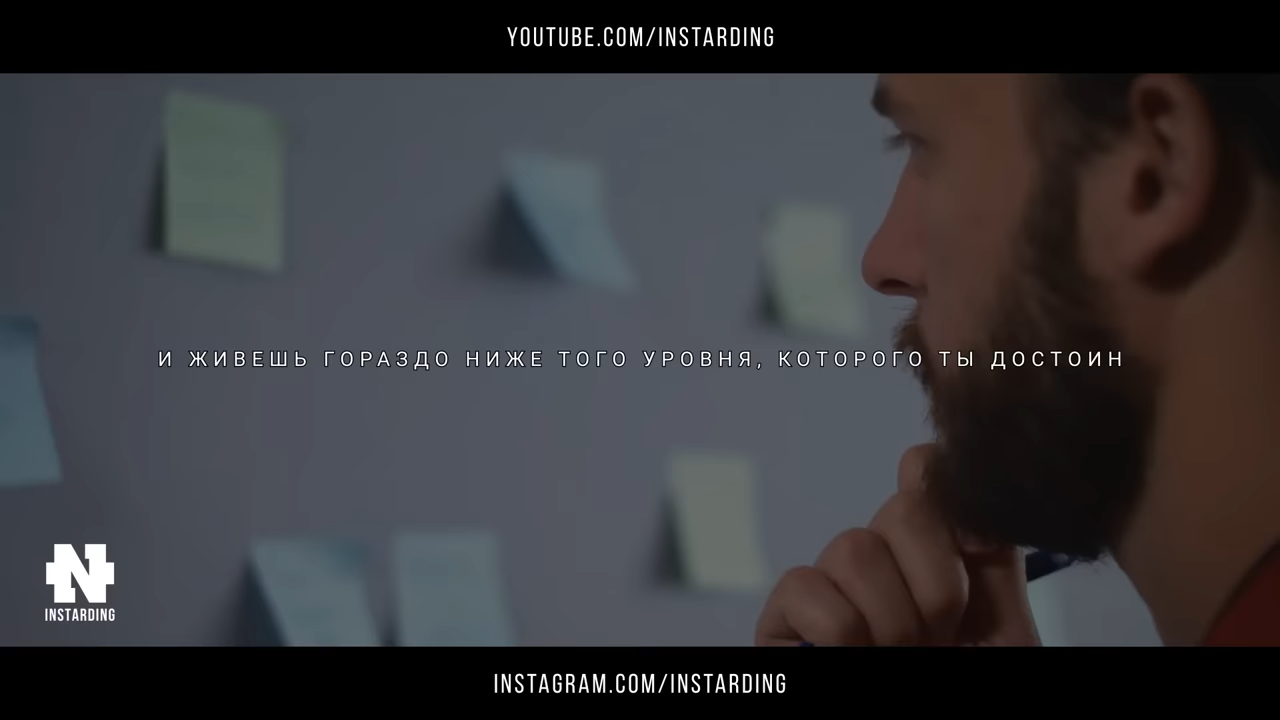 YOUTUBE.COM/INSTARDING
И ЖИВЕШЬ ГОРАЗДО НИЖЕ ТОГО УРОВНЯ, КОТОРОГО ТЫ ДОСТОИН
N
INSTARDING
INSTAGRAM.COM/INSTARDING